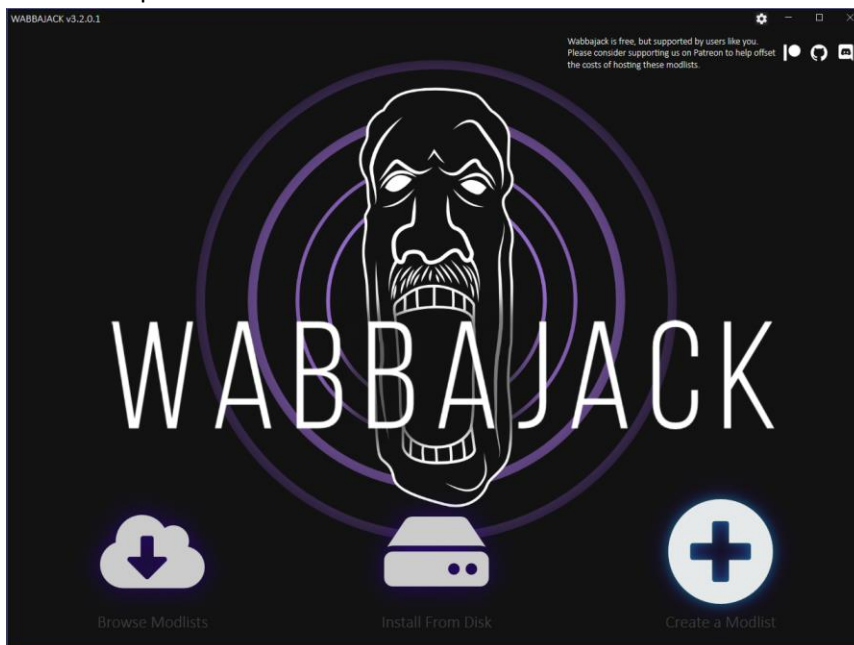 WABBAJACK v3.2.0.1
Wabbajack is free, but supported by users like you.
Please consider supporting us on Patreon to help offset
the costs of hosting these modlists.
WABBAJACK
Browse Modlists
Install From Disk
Create a Modlist